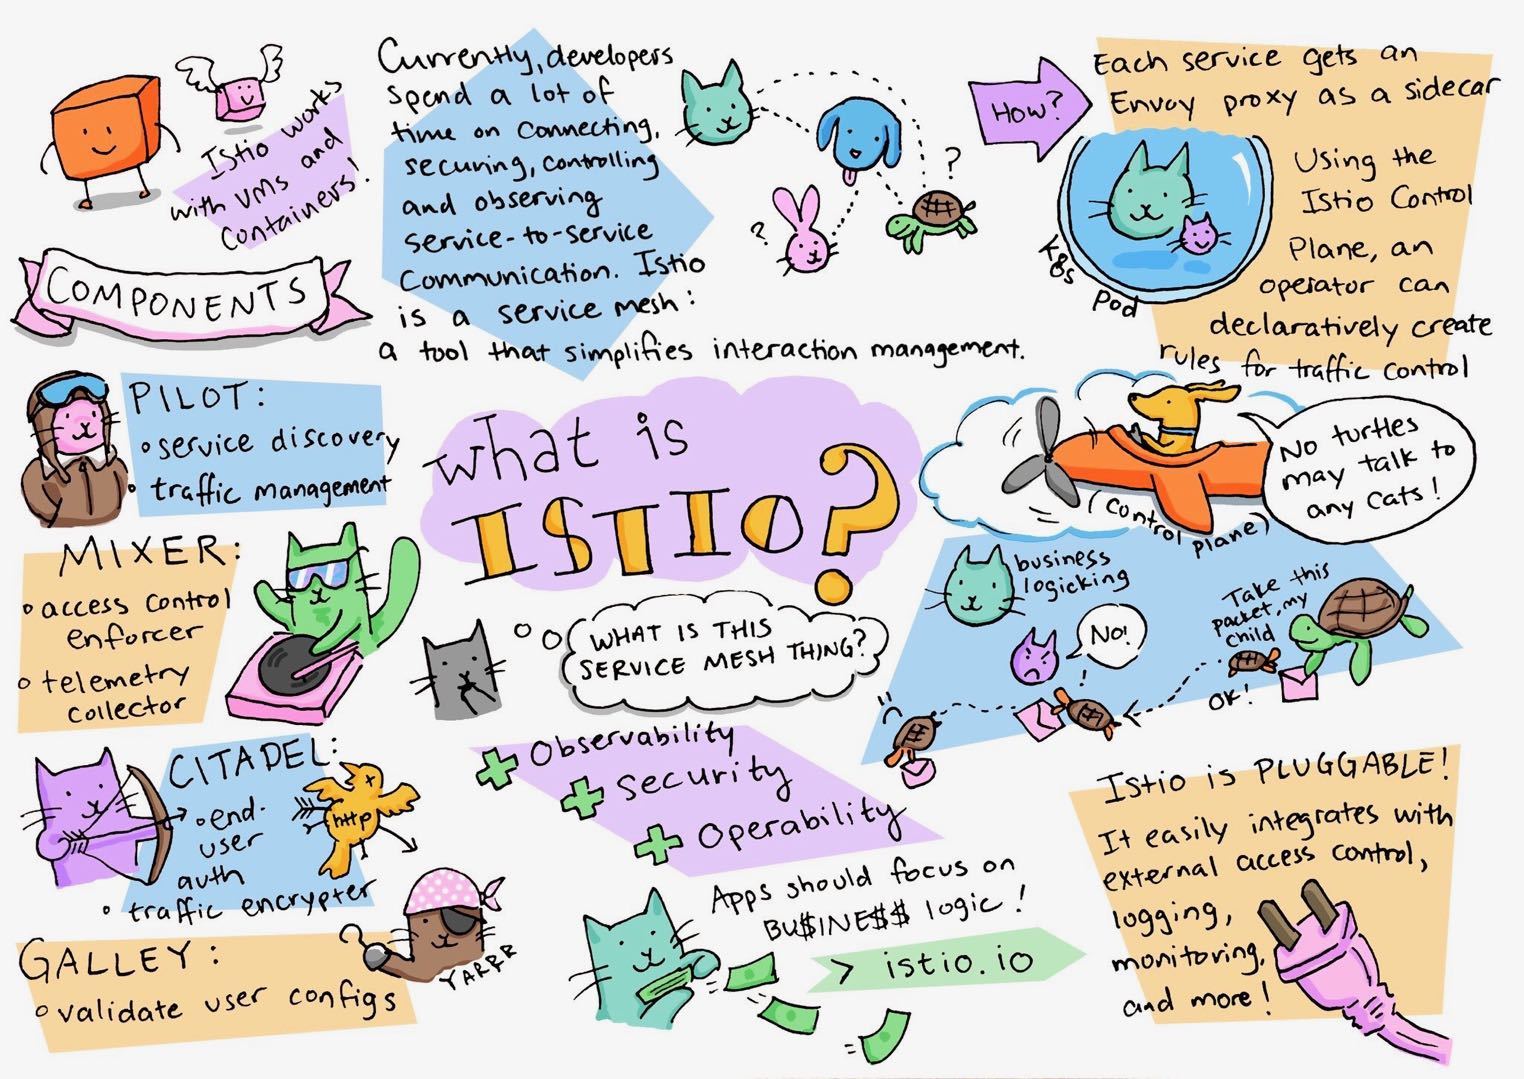 Istio works
with VMs and
containers!
COMPONENTS
Currently, developers
spend a lot of
time on connecting,
securing, controlling
and observing
service-to-service
communication. Istio
is a service mesh:
a tool that simplifies interaction management.
?
?
How?
Each service gets an
Envoy proxy as a sidecar
k8s pod
Using the
Istio Control
Plane, an
operator can
declaratively create
rules for traffic control
PILOT:
service discovery
traffic management
MIXER:
access control
enforcer
telemetry
collector
CITADEL:
end-
user
auth
traffic encrypter
http
GALLEY:
validate user configs
YARRR
What is
ISTIO?
WHAT IS THIS
SERVICE MESH THING?
+ Observability
+ Security
+ Operability
Apps should focus on
BU$INE$$ logic!
> istio.io
(control plane)
No turtles
may talk to
any cats!
business
logicking
No!
!
Take this
packet, my
child
OK!
Istio is PLUGGABLE!
It easily integrates with
external access control,
logging,
monitoring,
and more!